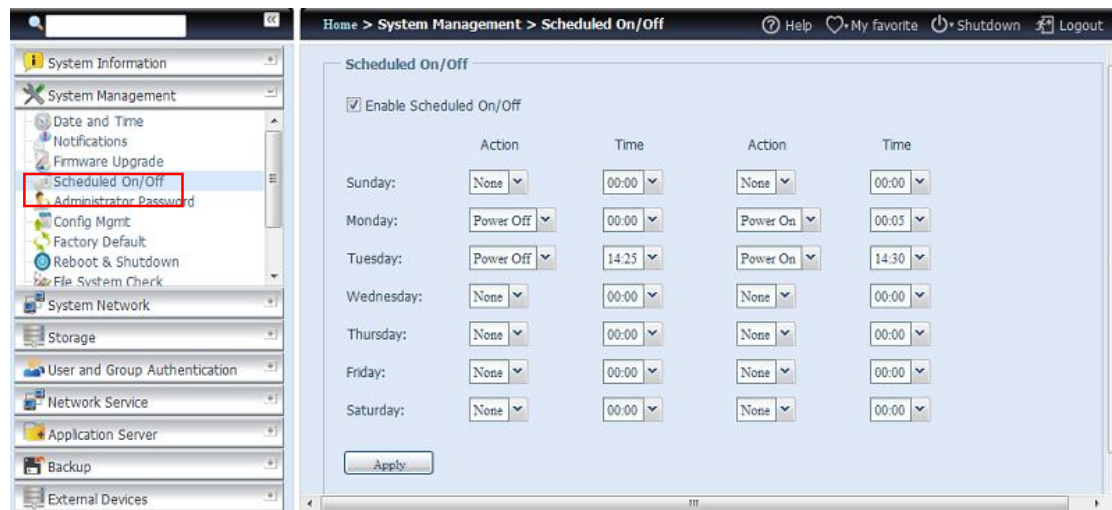 Home > System Management > Scheduled On/Off Help My favorite Shutdown Logout
System Information
System Management
Date and Time
Notifications
Firmware Upgrade
Scheduled On/Off
Administrator Password
Config Mgmt
Factory Default
Reboot & Shutdown
File System Check
System Network
Storage
User and Group Authentication
Network Service
Application Server
Backup
External Devices
Scheduled On/Off
Enable Scheduled On/Off
Action Time Action Time
Sunday: None 00:00 None 00:00
Monday: Power Off 00:00 Power On 00:05
Tuesday: Power Off 14:25 Power On 14:30
Wednesday: None 00:00 None 00:00
Thursday: None 00:00 None 00:00
Friday: None 00:00 None 00:00
Saturday: None 00:00 None 00:00
Apply